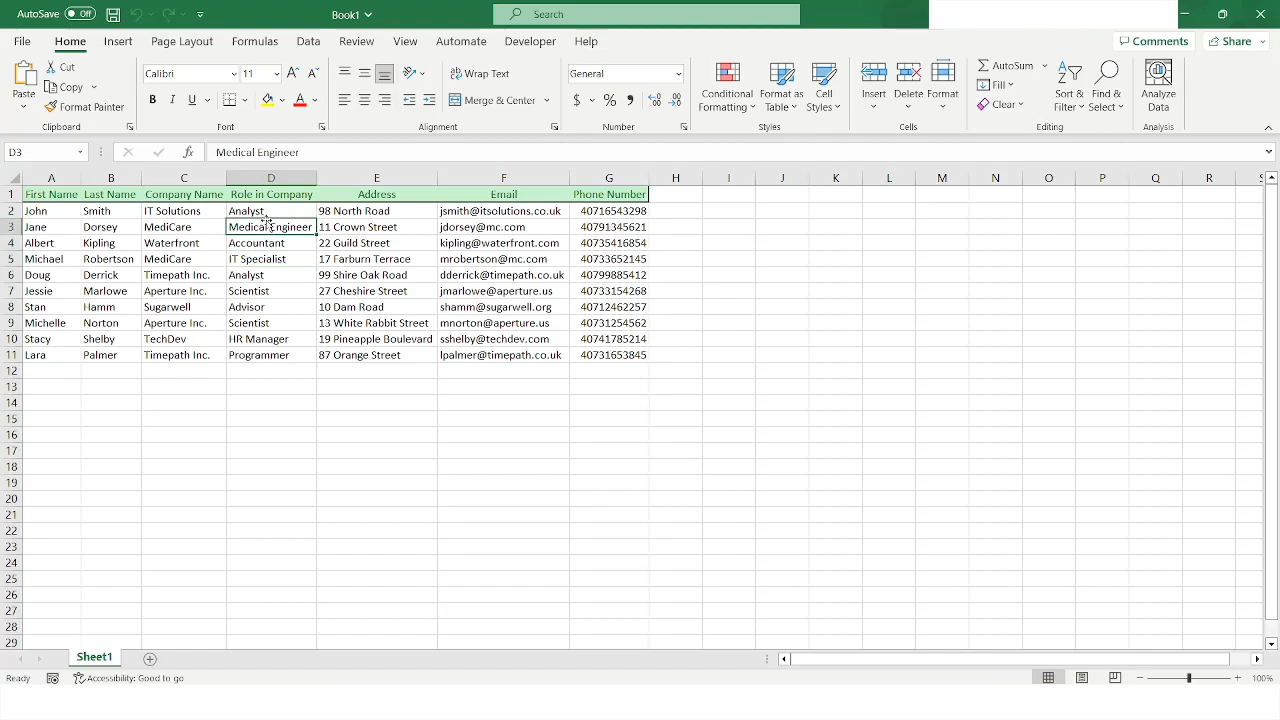 AutoSave Off Book1 Search
File Home Insert Page Layout Formulas Data Review View Automate Developer Help Comments Share
Paste Cut Copy Format Painter Clipboard
Calibri 11 B I U A Font
Wrap Text Merge & Center Alignment
General $ % , Number
Conditional Formatting Format as Table Cell Styles Styles
Insert Delete Format Cells
AutoSum Fill Clear Sort & Filter Find & Select Editing
Analyze Data Analysis
D3 fx Medical Engineer
A B C D E F G H I J K L M N O P Q R S
1 First Name Last Name Company Name Role in Company Address Email Phone Number
2 John Smith IT Solutions Analyst 98 North Road jsmith@itsolutions.co.uk 40716543298
3 Jane Dorsey MediCare Medical Engineer 11 Crown Street jdorsey@mc.com 40791345621
4 Albert Kipling Waterfront Accountant 22 Guild Street kipling@waterfront.com 40735416854
5 Michael Robertson MediCare IT Specialist 17 Farburn Terrace mrobertson@mc.com 40733652145
6 Doug Derrick Timepath Inc. Analyst 99 Shire Oak Road dderrick@timepath.co.uk 40799885412
7 Jessie Marlowe Aperture Inc. Scientist 27 Cheshire Street jmarlowe@aperture.us 40733154268
8 Stan Hamm Sugarwell Advisor 10 Dam Road shamm@sugarwell.org 40712462257
9 Michelle Norton Aperture Inc. Scientist 13 White Rabbit Street mnorton@aperture.us 40731254562
10 Stacy Shelby TechDev HR Manager 19 Pineapple Boulevard sshelby@techdev.com 40741785214
11 Lara Palmer Timepath Inc. Programmer 87 Orange Street lpalmer@timepath.co.uk 40731653845
12
13
14
15
16
17
18
19
20
21
22
23
24
25
26
27
28
29
Sheet1
Ready Accessibility: Good to go 100%